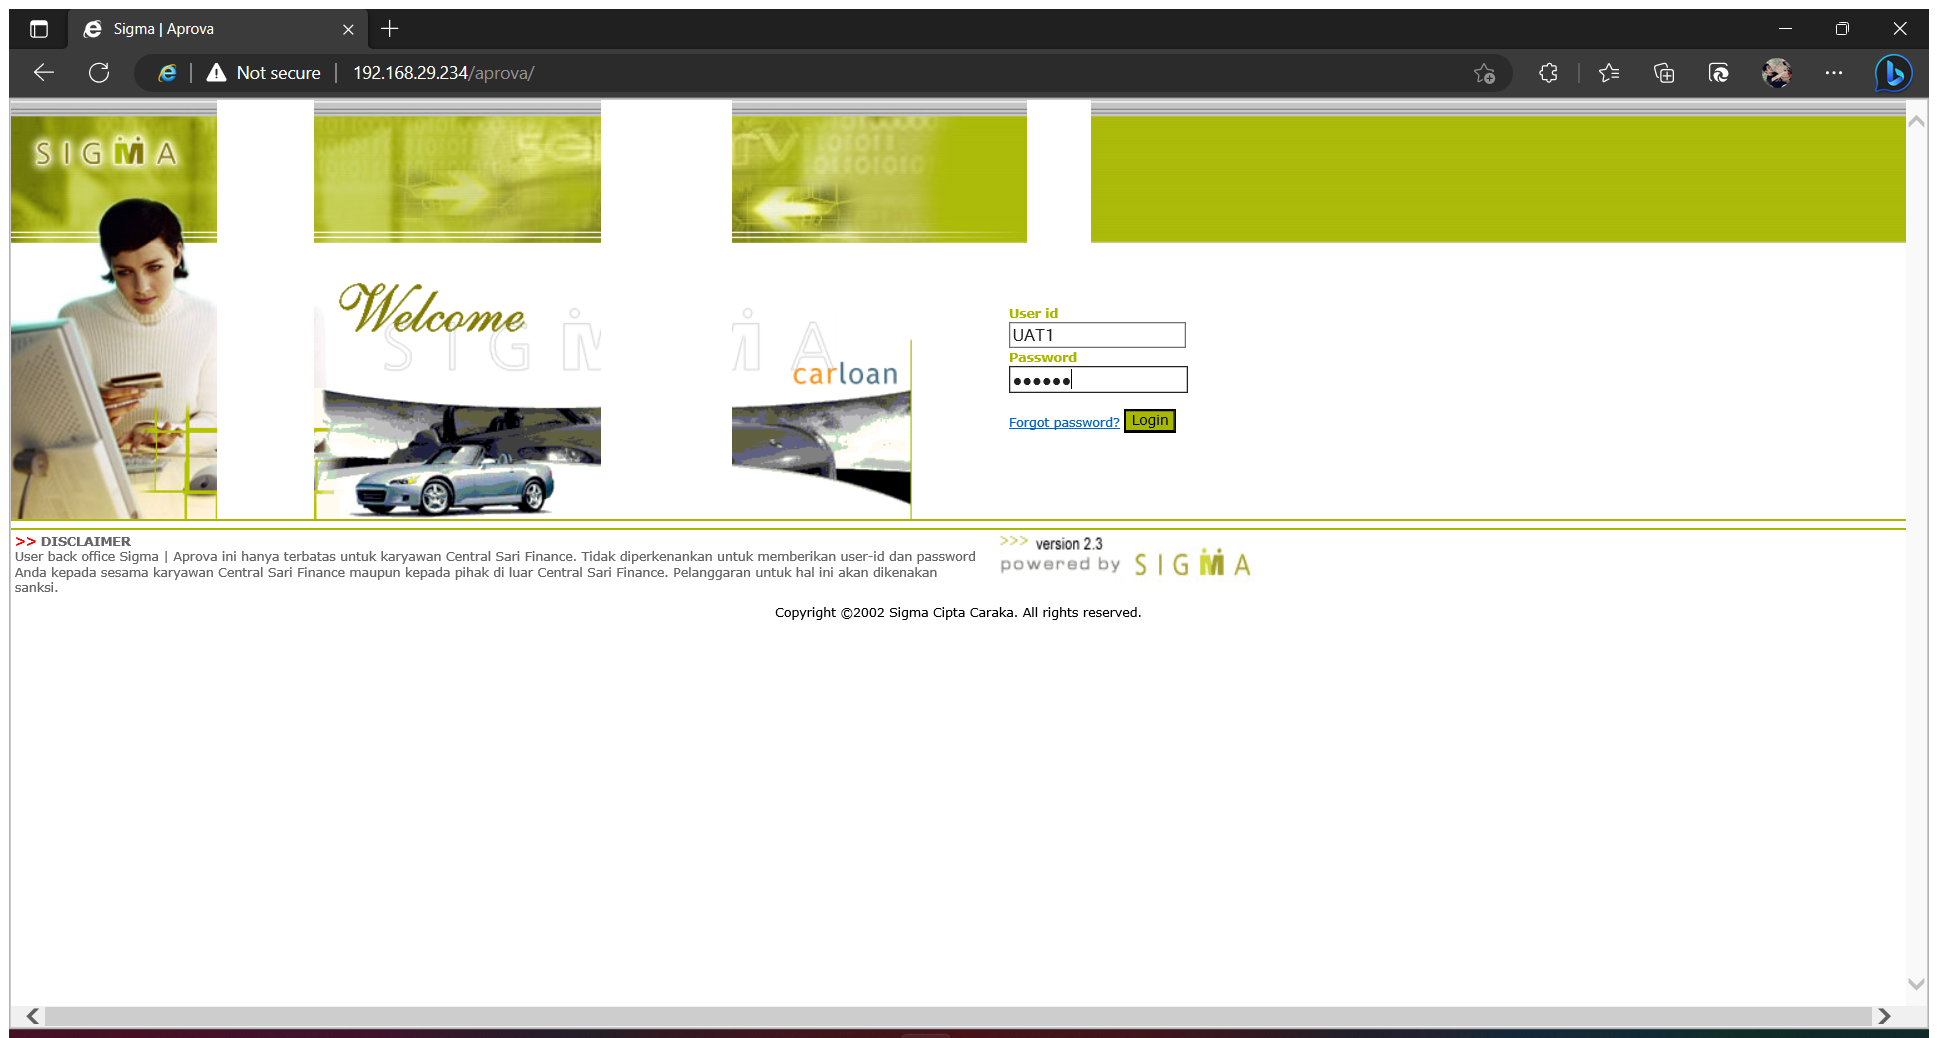 Sigma | Aprova
Not secure
192.168.29.234/aprova/
SIGMA
Welcome
SIGMA
carloan
User id
UAT1
Password
Forgot password?
Login
>> DISCLAIMER
User back office Sigma | Aprova ini hanya terbatas untuk karyawan Central Sari Finance. Tidak diperkenankan untuk memberikan user-id dan password
Anda kepada sesama karyawan Central Sari Finance maupun kepada pihak di luar Central Sari Finance. Pelanggaran untuk hal ini akan dikenakan
sanksi.
>>> version 2.3
powered by SIGMA
Copyright ©2002 Sigma Cipta Caraka. All rights reserved.